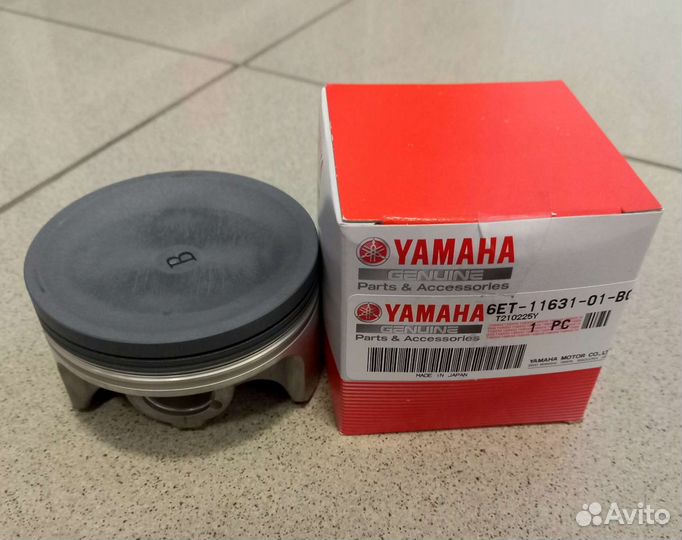 B
YAMAHA
GENUINE
Parts & Accessories
YAMAHA
GENUINE
Parts & Accessories
6ET-11631-01-B0
T210225Y
1 PC
MADE IN JAPAN
YAMAHA MOTOR CO.,LT
Avito